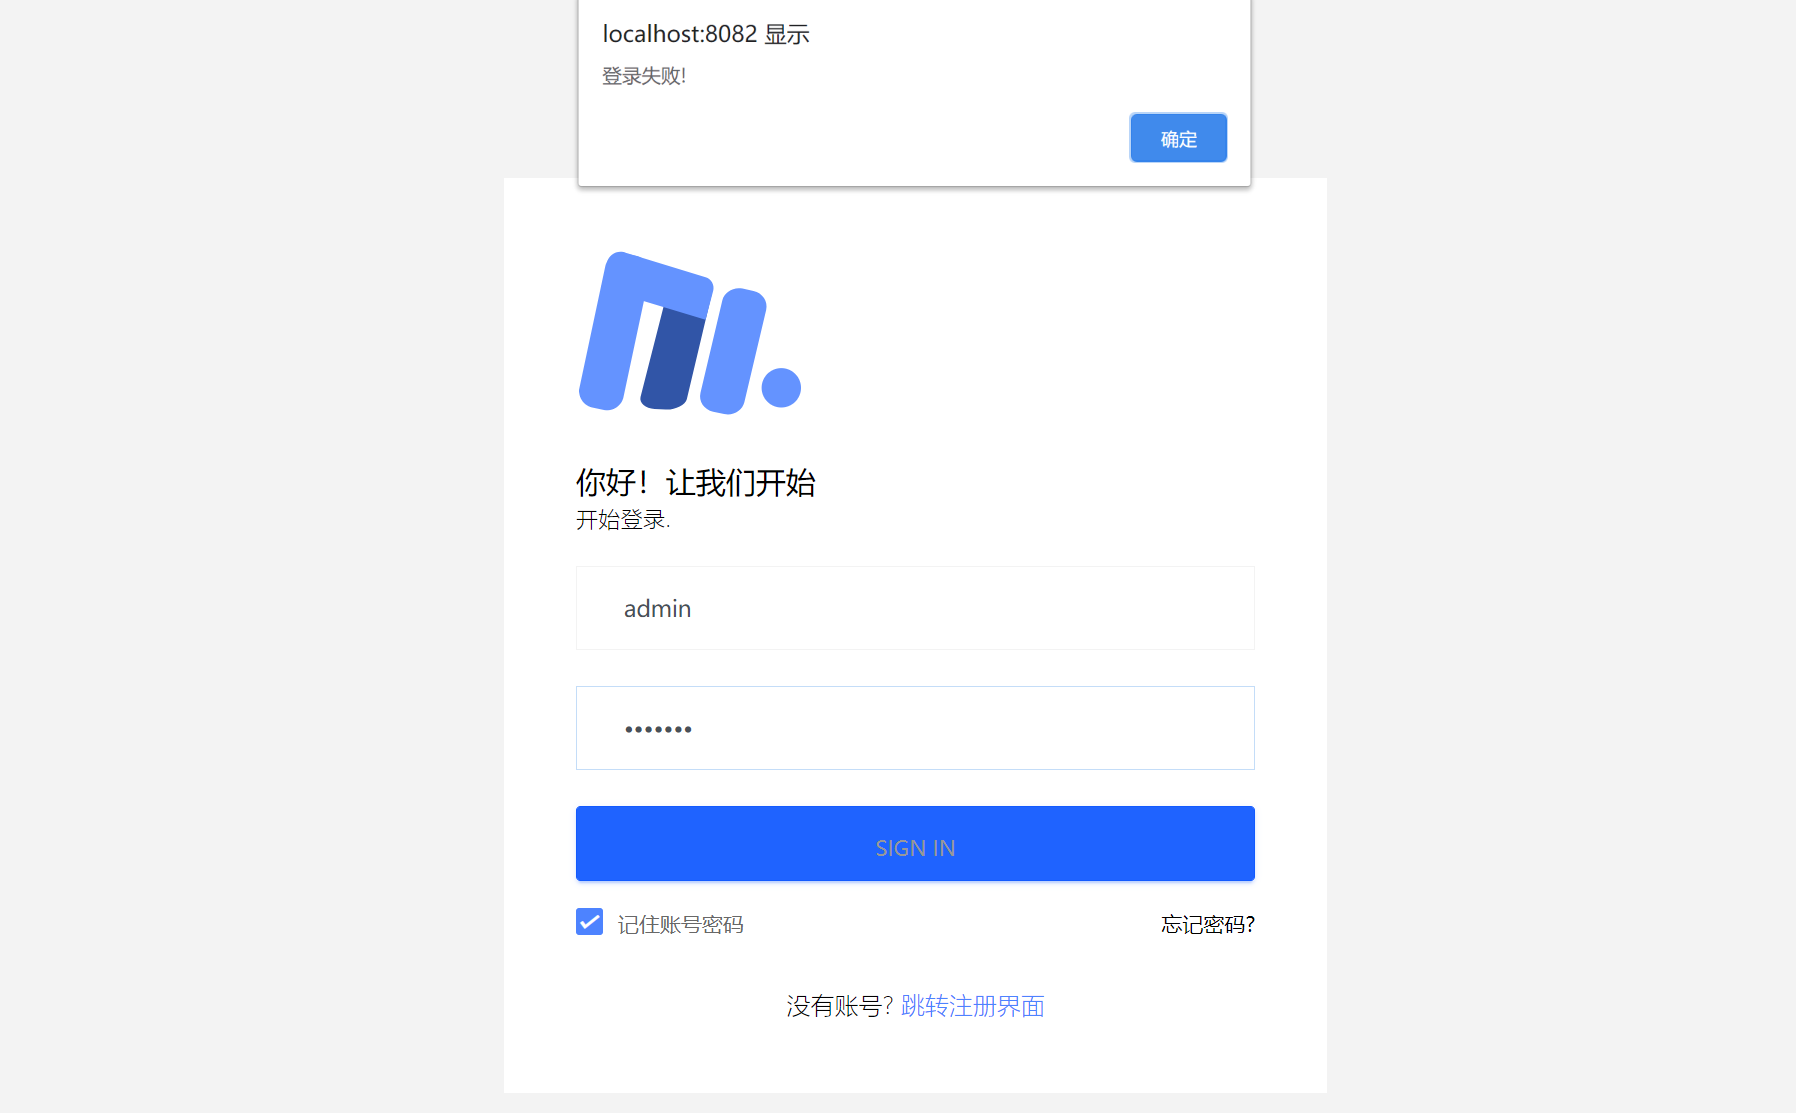 localhost:8082 显示
登录失败!
确定
你好！让我们开始
开始登录.
admin
•••••••
SIGN IN
记住账号密码
忘记密码?
没有账号? 跳转注册界面